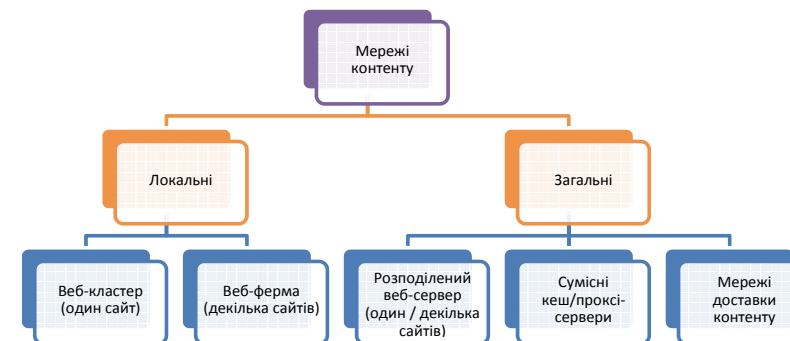 Мережі
контенту
Локальні
Загальні
Веб-кластер
(один сайт)
Веб-ферма
(декілька сайтів)
Розподілений
веб-сервер
(один / декілька
сайтів)
Сумісні
кеш/проксі-
сервери
Мережі
доставки
контенту